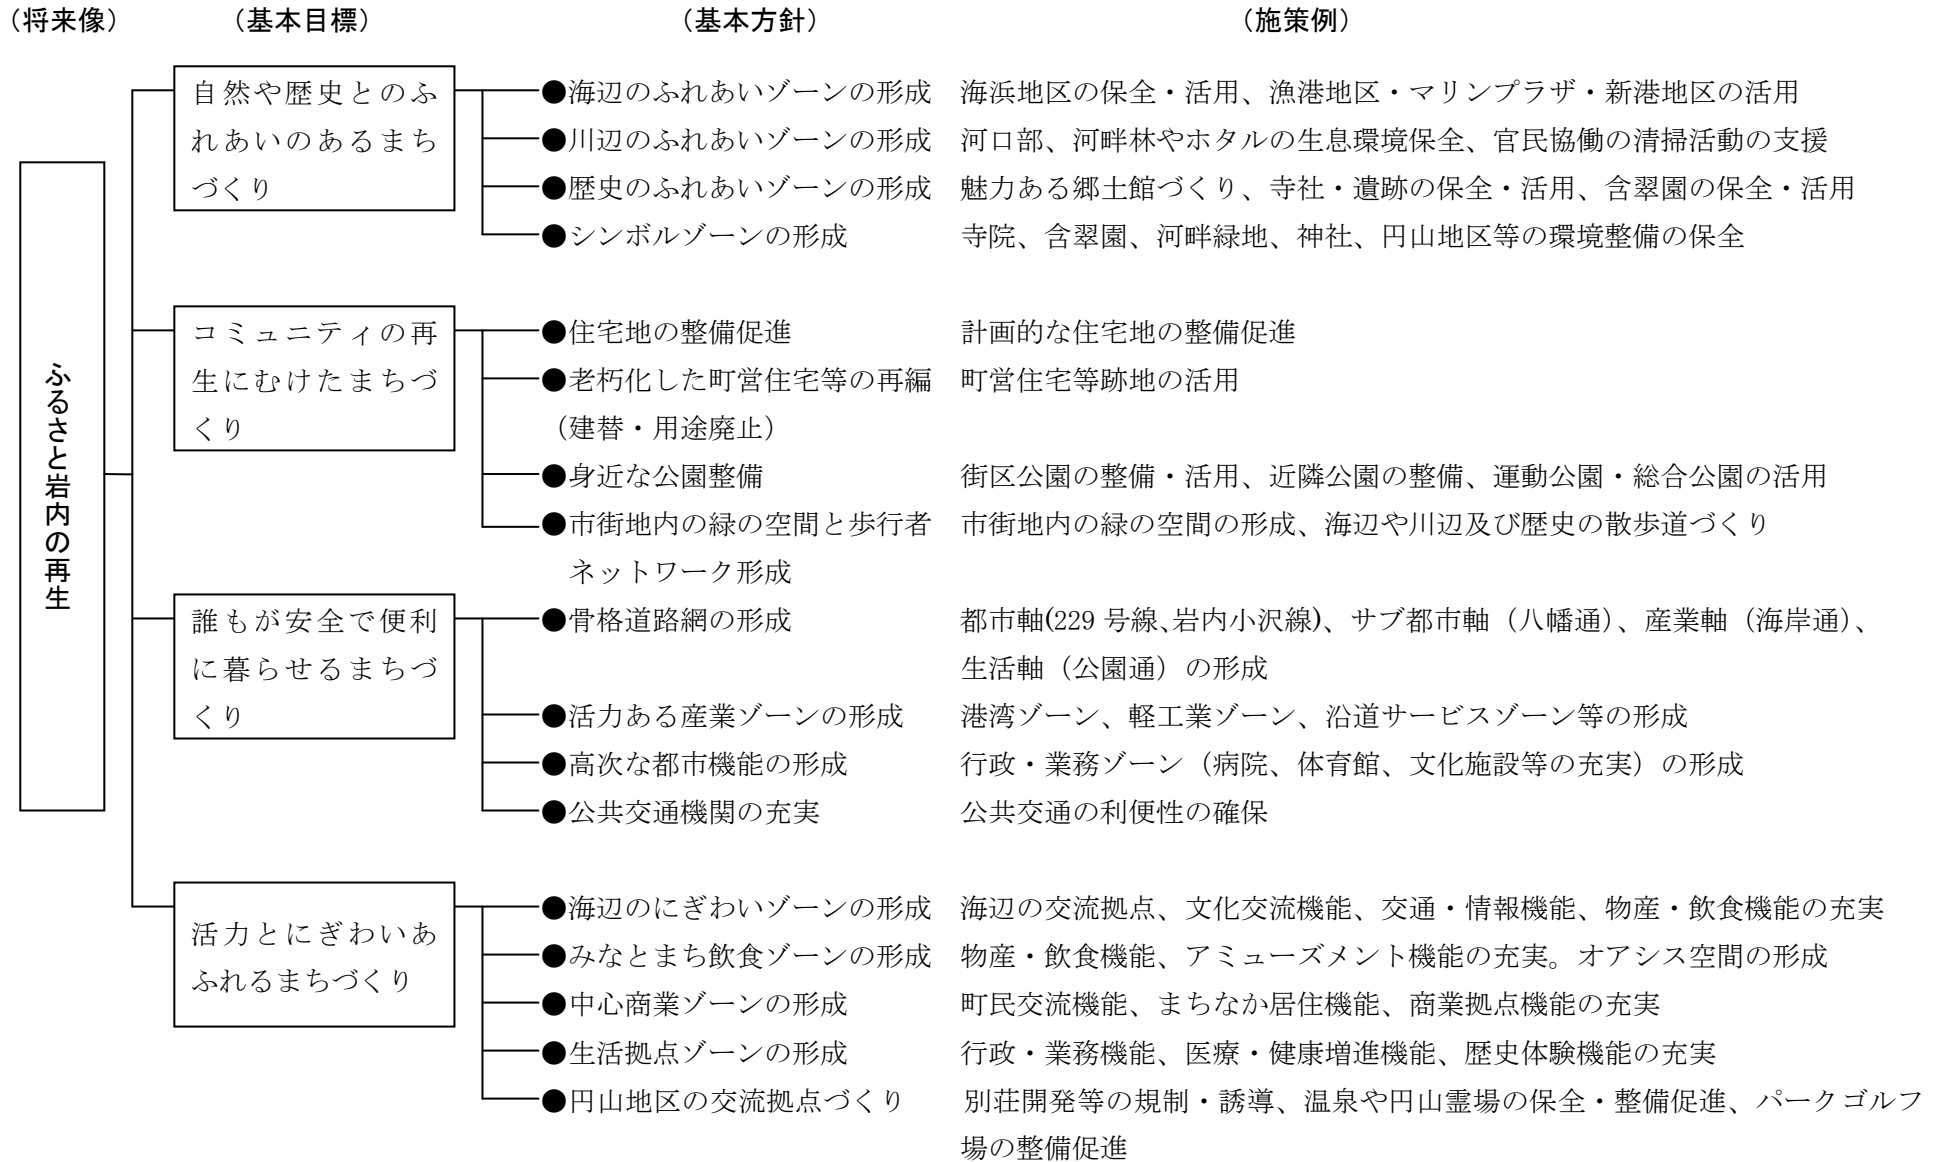 （将来像）
（基本目標）
（基本方針）
（施策例）
ふるさと岩内の再生
自然や歴史とのふ
れあいのあるまち
づくり
●海辺のふれあいゾーンの形成 海浜地区の保全・活用、漁港地区・マリンプラザ・新港地区の活用
●川辺のふれあいゾーンの形成 河口部、河畔林やホタルの生息環境保全、官民協働の清掃活動の支援
●歴史のふれあいゾーンの形成 魅力ある郷土館づくり、寺社・遺跡の保全・活用、含翠園の保全・活用
●シンボルゾーンの形成 寺院、含翠園、河畔緑地、神社、円山地区等の環境整備の保全
コミュニティの再
生にむけたまちづ
くり
●住宅地の整備促進 計画的な住宅地の整備促進
●老朽化した町営住宅等の再編 町営住宅等跡地の活用
（建替・用途廃止）
●身近な公園整備 街区公園の整備・活用、近隣公園の整備、運動公園・総合公園の活用
●市街地内の緑の空間と歩行者 市街地内の緑の空間の形成、海辺や川辺及び歴史の散歩道づくり
ネットワーク形成
誰もが安全で便利
に暮らせるまちづ
くり
●骨格道路網の形成 都市軸(229 号線、岩内小沢線)、サブ都市軸（八幡通）、産業軸（海岸通）、
生活軸（公園通）の形成
●活力ある産業ゾーンの形成 港湾ゾーン、軽工業ゾーン、沿道サービスゾーン等の形成
●高次な都市機能の形成 行政・業務ゾーン（病院、体育館、文化施設等の充実）の形成
●公共交通機関の充実 公共交通の利便性の確保
活力とにぎわいあ
ふれるまちづくり
●海辺のにぎわいゾーンの形成 海辺の交流拠点、文化交流機能、交通・情報機能、物産・飲食機能の充実
●みなとまち飲食ゾーンの形成 物産・飲食機能、アミューズメント機能の充実。オアシス空間の形成
●中心商業ゾーンの形成 町民交流機能、まちなか居住機能、商業拠点機能の充実
●生活拠点ゾーンの形成 行政・業務機能、医療・健康増進機能、歴史体験機能の充実
●円山地区の交流拠点づくり 別荘開発等の規制・誘導、温泉や円山霊場の保全・整備促進、パークゴルフ
場の整備促進